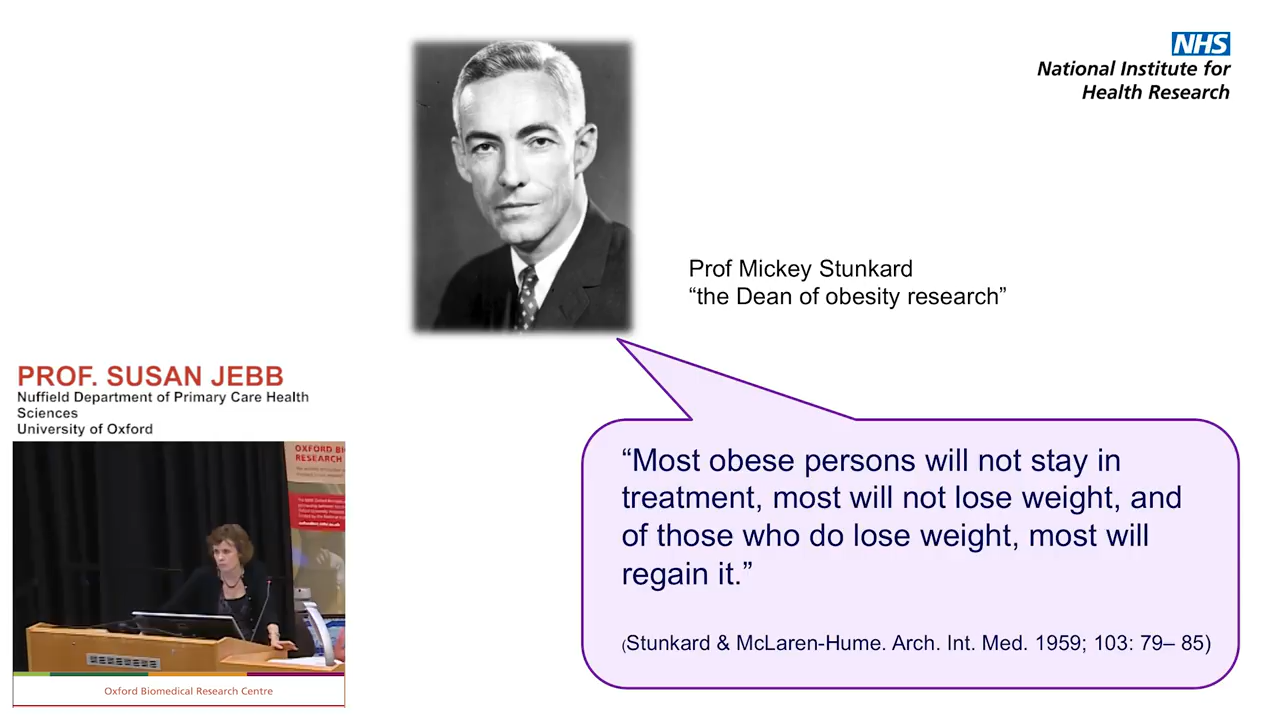 NHS
National Institute for
Health Research
Prof Mickey Stunkard
“the Dean of obesity research”
PROF. SUSAN JEBB
Nuffield Department of Primary Care Health
Sciences
University of Oxford
OXFORD BI
RESEARCH
Oxford Biomedical Research Centre
“Most obese persons will not stay in
treatment, most will not lose weight, and
of those who do lose weight, most will
regain it.”
(Stunkard & McLaren-Hume. Arch. Int. Med. 1959; 103: 79– 85)